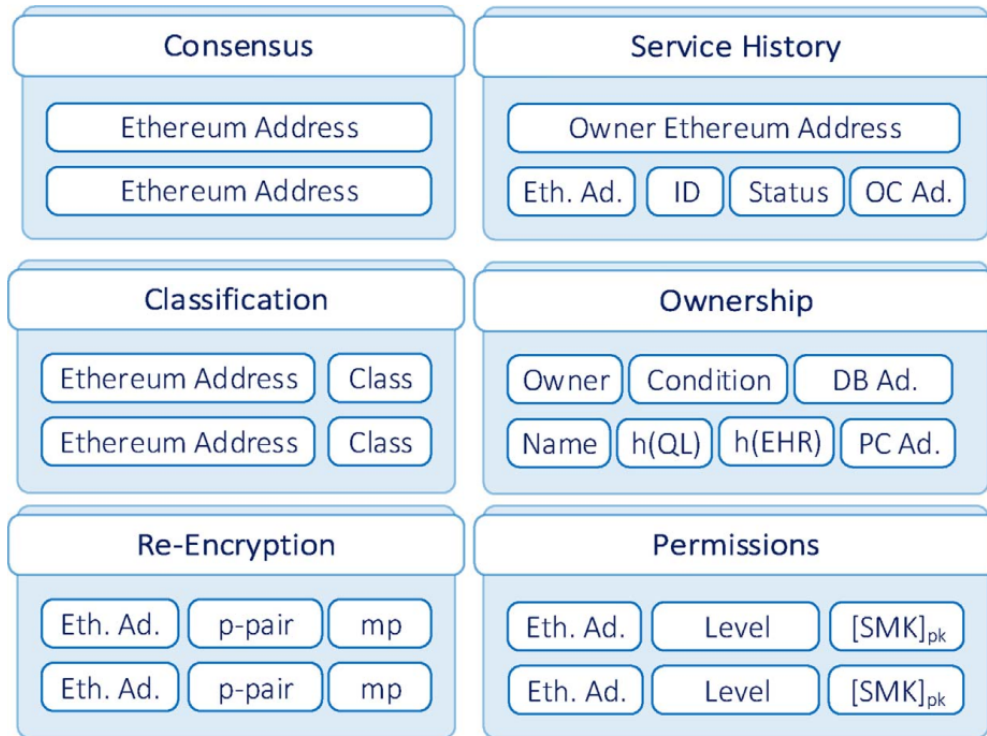 Consensus
Ethereum Address
Ethereum Address
Service History
Owner Ethereum Address
Eth. Ad. ID Status OC Ad.
Classification
Ethereum Address Class
Ethereum Address Class
Ownership
Owner Condition DB Ad.
Name h(QL) h(EHR) PC Ad.
Re-Encryption
Eth. Ad. p-pair mp
Eth. Ad. p-pair mp
Permissions
Eth. Ad. Level [SMK]pk
Eth. Ad. Level [SMK]pk